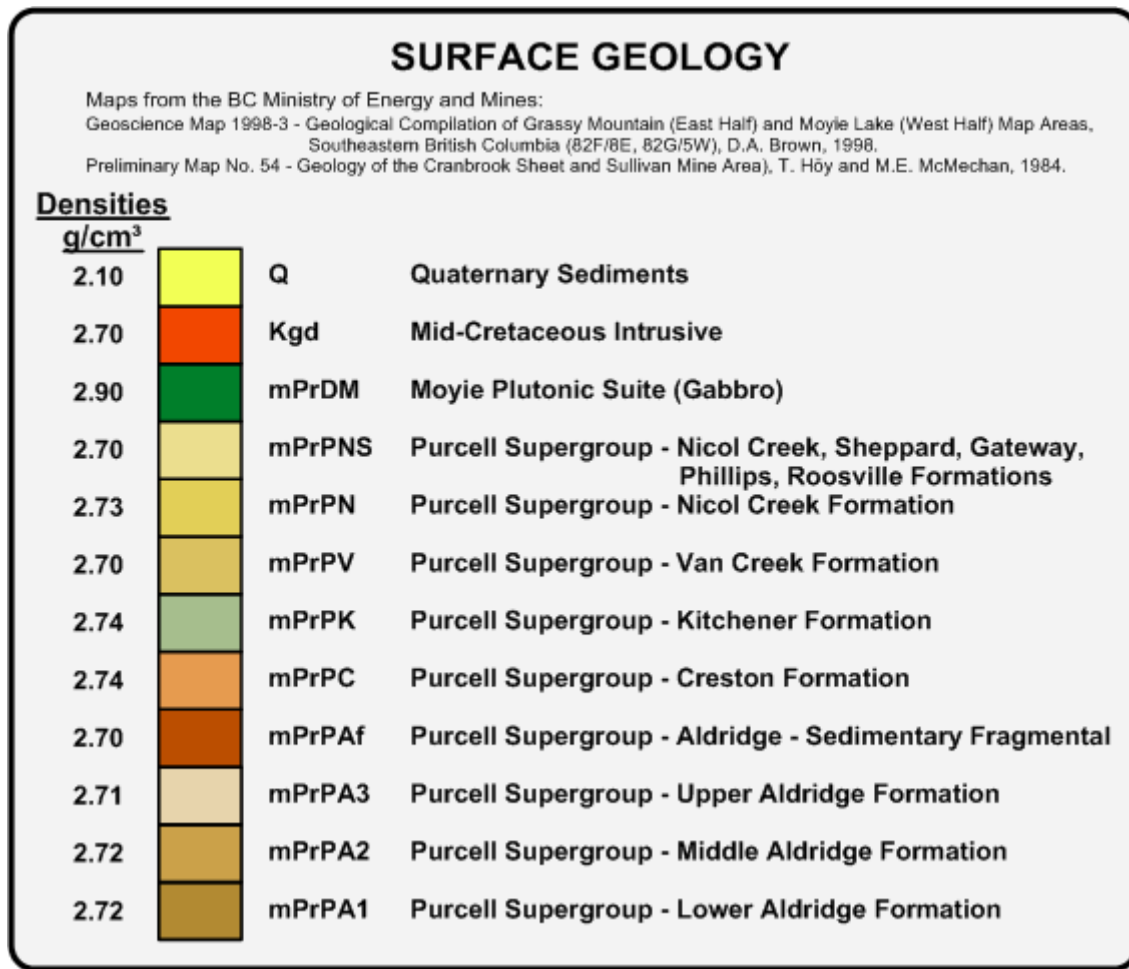 SURFACE GEOLOGY
Maps from the BC Ministry of Energy and Mines:
Geoscience Map 1998-3 - Geological Compilation of Grassy Mountain (East Half) and Moyie Lake (West Half) Map Areas,
Southeastern British Columbia (82F/8E, 82G/5W), D.A. Brown, 1998.
Preliminary Map No. 54 - Geology of the Cranbrook Sheet and Sullivan Mine Area), T. Höy and M.E. McMechan, 1984.
Densities
g/cm³
2.10 Q Quaternary Sediments
2.70 Kgd Mid-Cretaceous Intrusive
2.90 mPrDM Moyie Plutonic Suite (Gabbro)
2.70 mPrPNS Purcell Supergroup - Nicol Creek, Sheppard, Gateway,
Phillips, Roosville Formations
2.73 mPrPN Purcell Supergroup - Nicol Creek Formation
2.70 mPrPV Purcell Supergroup - Van Creek Formation
2.74 mPrPK Purcell Supergroup - Kitchener Formation
2.74 mPrPC Purcell Supergroup - Creston Formation
2.70 mPrPAf Purcell Supergroup - Aldridge - Sedimentary Fragmental
2.71 mPrPA3 Purcell Supergroup - Upper Aldridge Formation
2.72 mPrPA2 Purcell Supergroup - Middle Aldridge Formation
2.72 mPrPA1 Purcell Supergroup - Lower Aldridge Formation